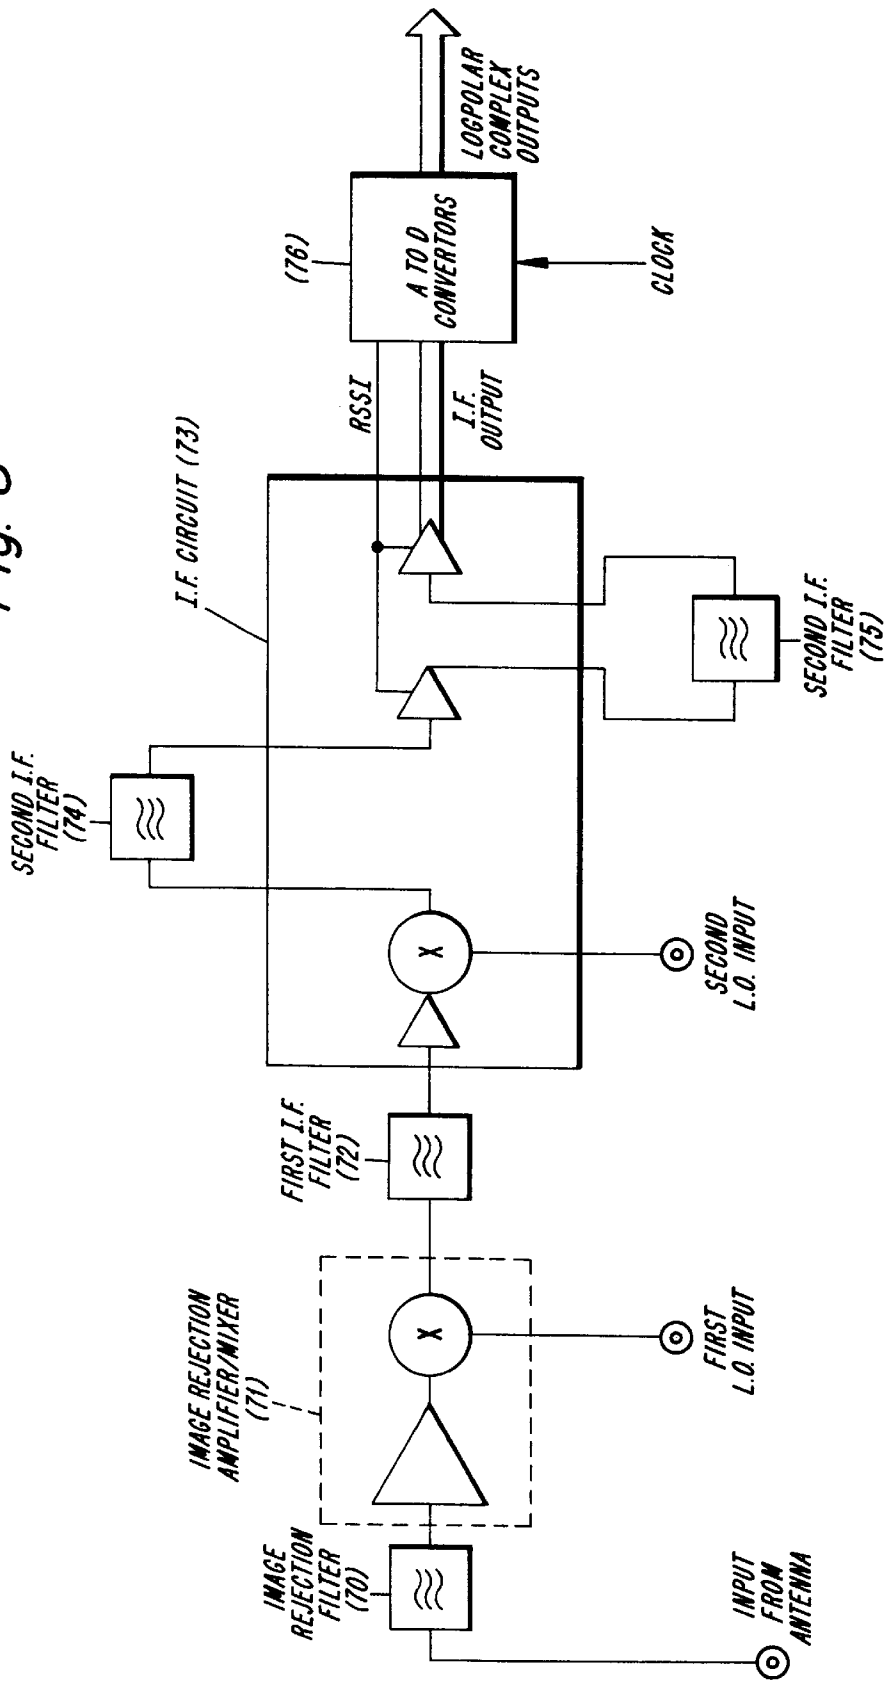 Fig.
INPUT
FROM
ANTENNA
IMAGE
REJECTION
FILTER
(70)
IMAGE REJECTION
AMPLIFIER/MIXER
(71)
X
FIRST
L.O. INPUT
FIRST I.F.
FILTER
(72)
I.F. CIRCUIT (73)
X
SECOND
L.O. INPUT
SECOND I.F.
FILTER
(74)
SECOND I.F.
FILTER
(75)
RSSI
I.F.
OUTPUT
(76)
A TO D
CONVERTORS
CLOCK
LOGPOLAR
COMPLEX
OUTPUTS